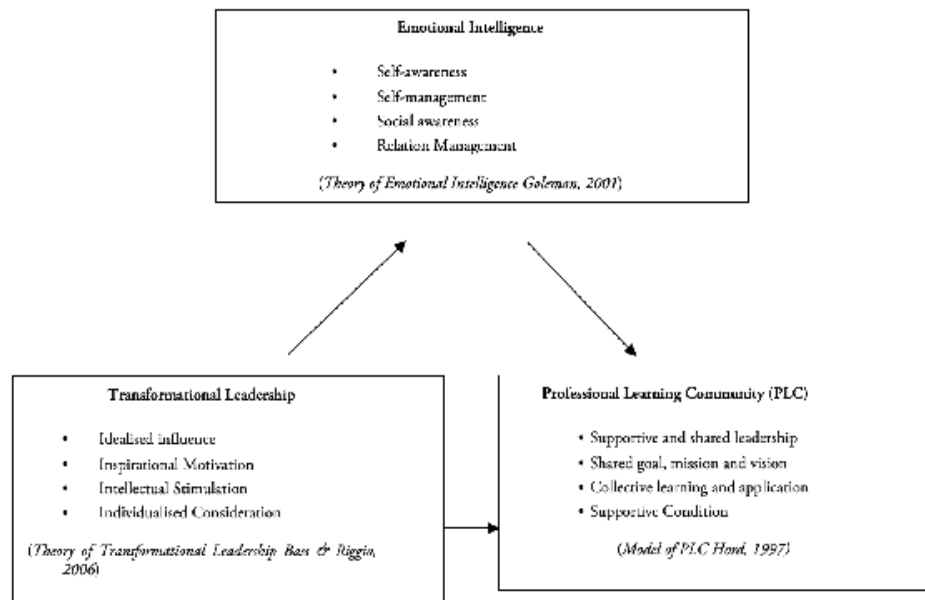 Emotional Intelligence
• Self-awareness
• Self-management
• Social awareness
• Relation Management
(Theory of Emotional Intelligence Goleman, 2001)
Transformational Leadership
• Idealised influence
• Inspirational Motivation
• Intellectual Stimulation
• Individualised Consideration
(Theory of Transformational Leadership Bass & Riggio,
2006)
Professional Learning Community (PLC)
• Supportive and shared leadership
• Shared goal, mission and vision
• Collective learning and application
• Supportive Condition
(Model of PLC Hord, 1997)